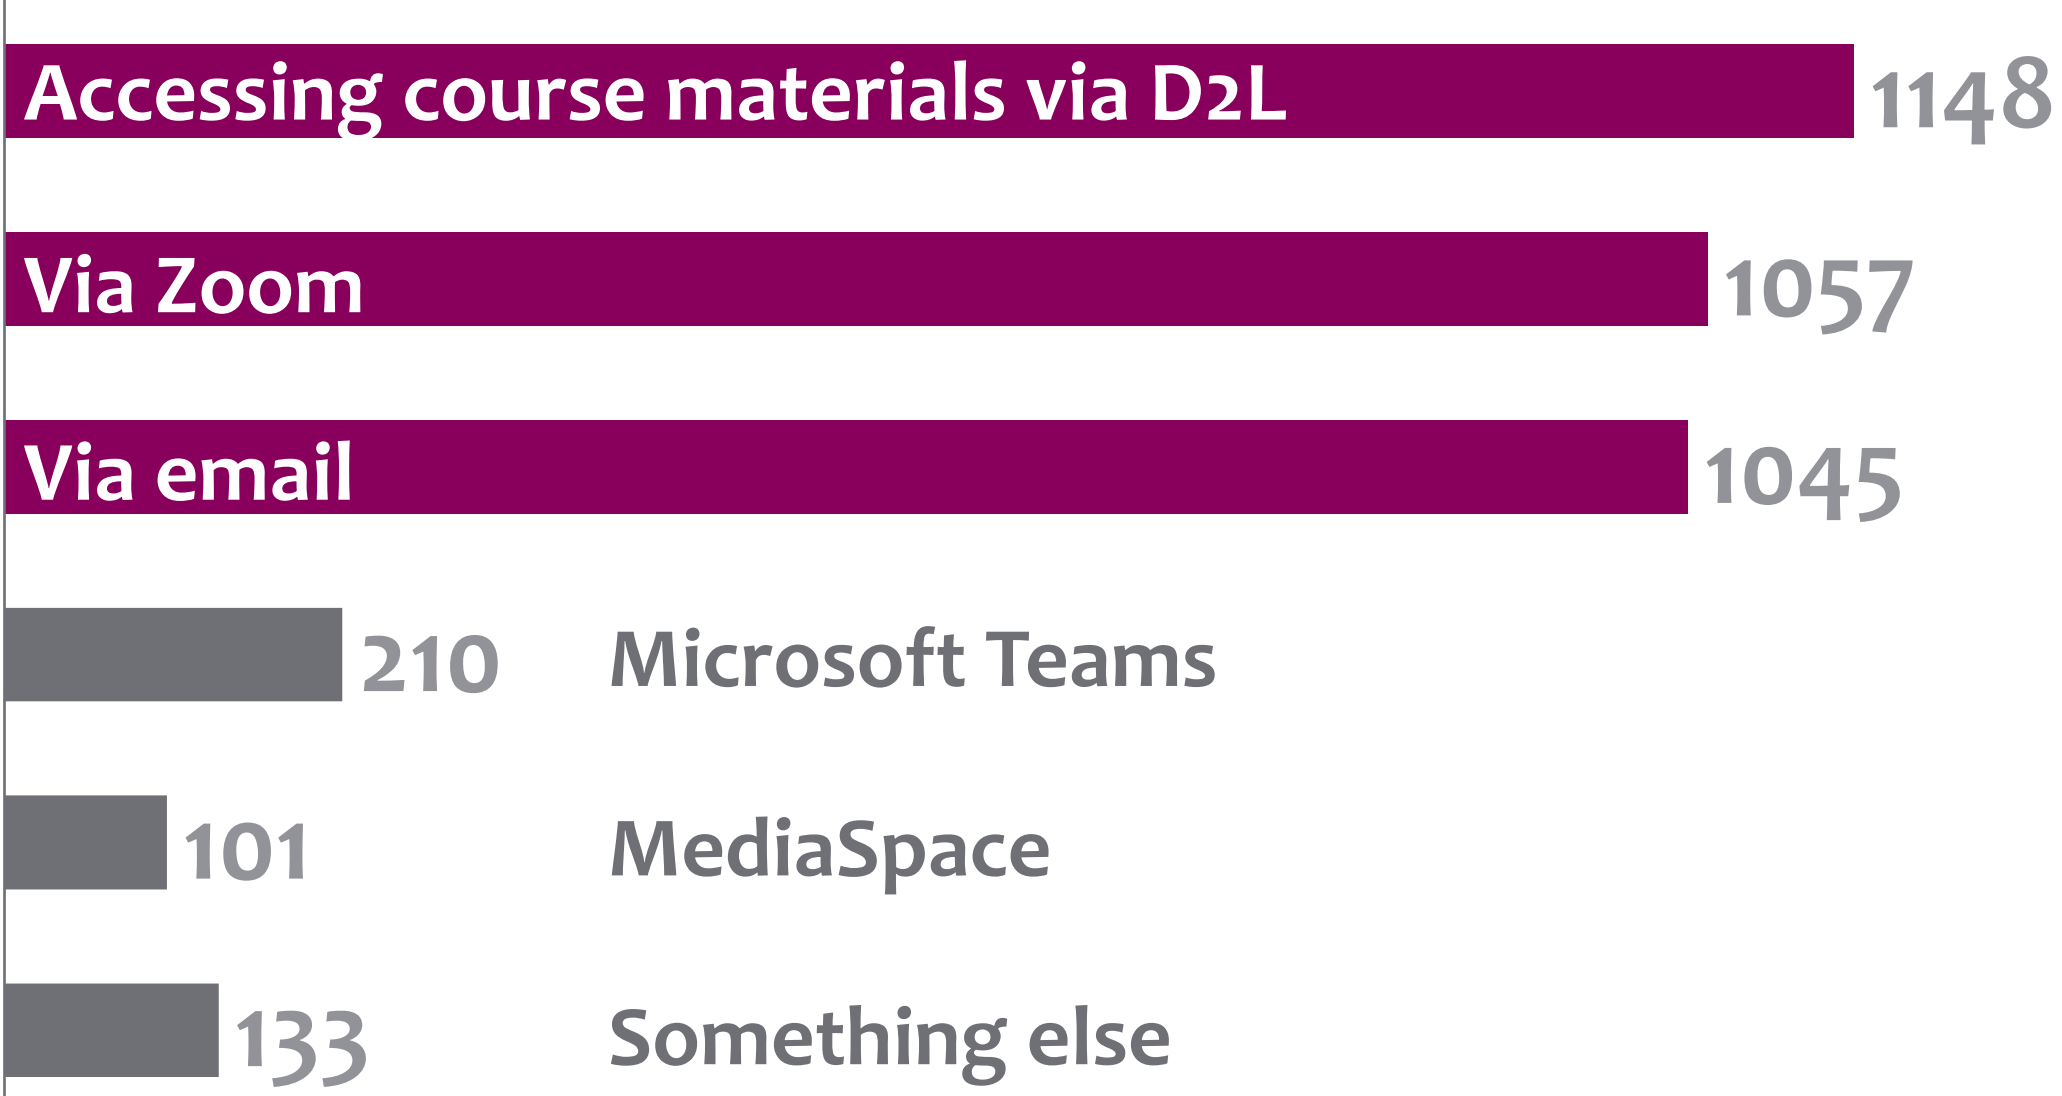 Accessing course materials via D2L 1148
Via Zoom 1057
Via email 1045
210 Microsoft Teams
101 MediaSpace
133 Something else